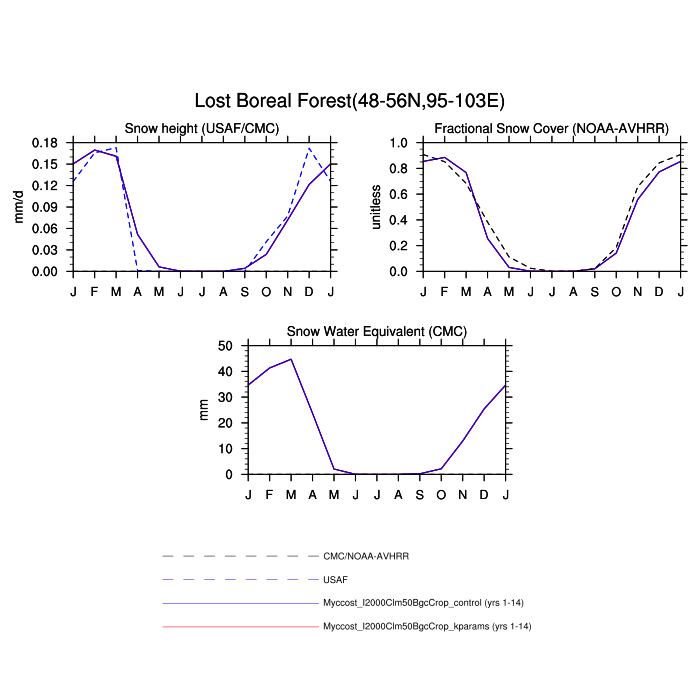 Lost Boreal Forest(48-56N,95-103E)
Snow height (USAF/CMC)
Fractional Snow Cover (NOAA-AVHRR)
mm/d
0.18
0.15
0.12
0.09
0.06
0.03
0.00
J F M A M J J A S O N D J
unitless
1.0
0.8
0.6
0.4
0.2
0.0
J F M A M J J A S O N D J
Snow Water Equivalent (CMC)
mm
50
40
30
20
10
0
J F M A M J J A S O N D J
CMC/NOAA-AVHRR
USAF
Myccost_I2000Clm50BgcCrop_control (yrs 1-14)
Myccost_I2000Clm50BgcCrop_kparams (yrs 1-14)